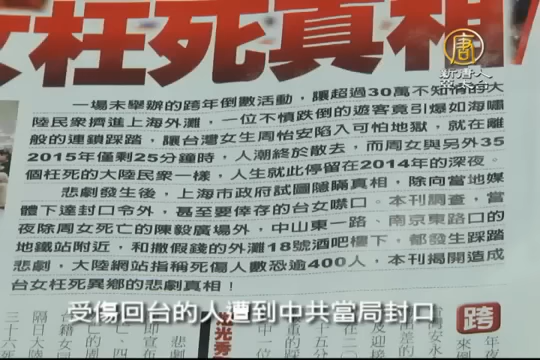 女枉死真相
唐
新唐人
一場未舉辦的跨年倒數活動，讓超過30萬不知情的大
陸民眾擠進上海外灘，一位不慎跌倒的遊客竟引爆如海嘯
般的連鎖踩踏，讓台灣女生周怡安陷入可怕地獄，就在離
2015年僅剩25分鐘時，人潮終於散去，而周女與另外35
個枉死的大陸民眾一樣，人生就此停留在2014年的深夜。
悲劇發生後，上海市政府試圖隱瞞真相，除向當地媒
體下達封口令外，甚至要倖存的台女噤口。本刊調查，當
夜除周女死亡的陳毅廣場外，中山東一路、南京東路口的
地鐵站附近，和撒假錢的外灘18號酒吧樓下，都發生踩踏
悲劇，大陸網站指稱死傷人數恐逾400人，本刊揭開造成
台女枉死異鄉的悲劇真相！
受傷回台的人遭到中共當局封口
跨